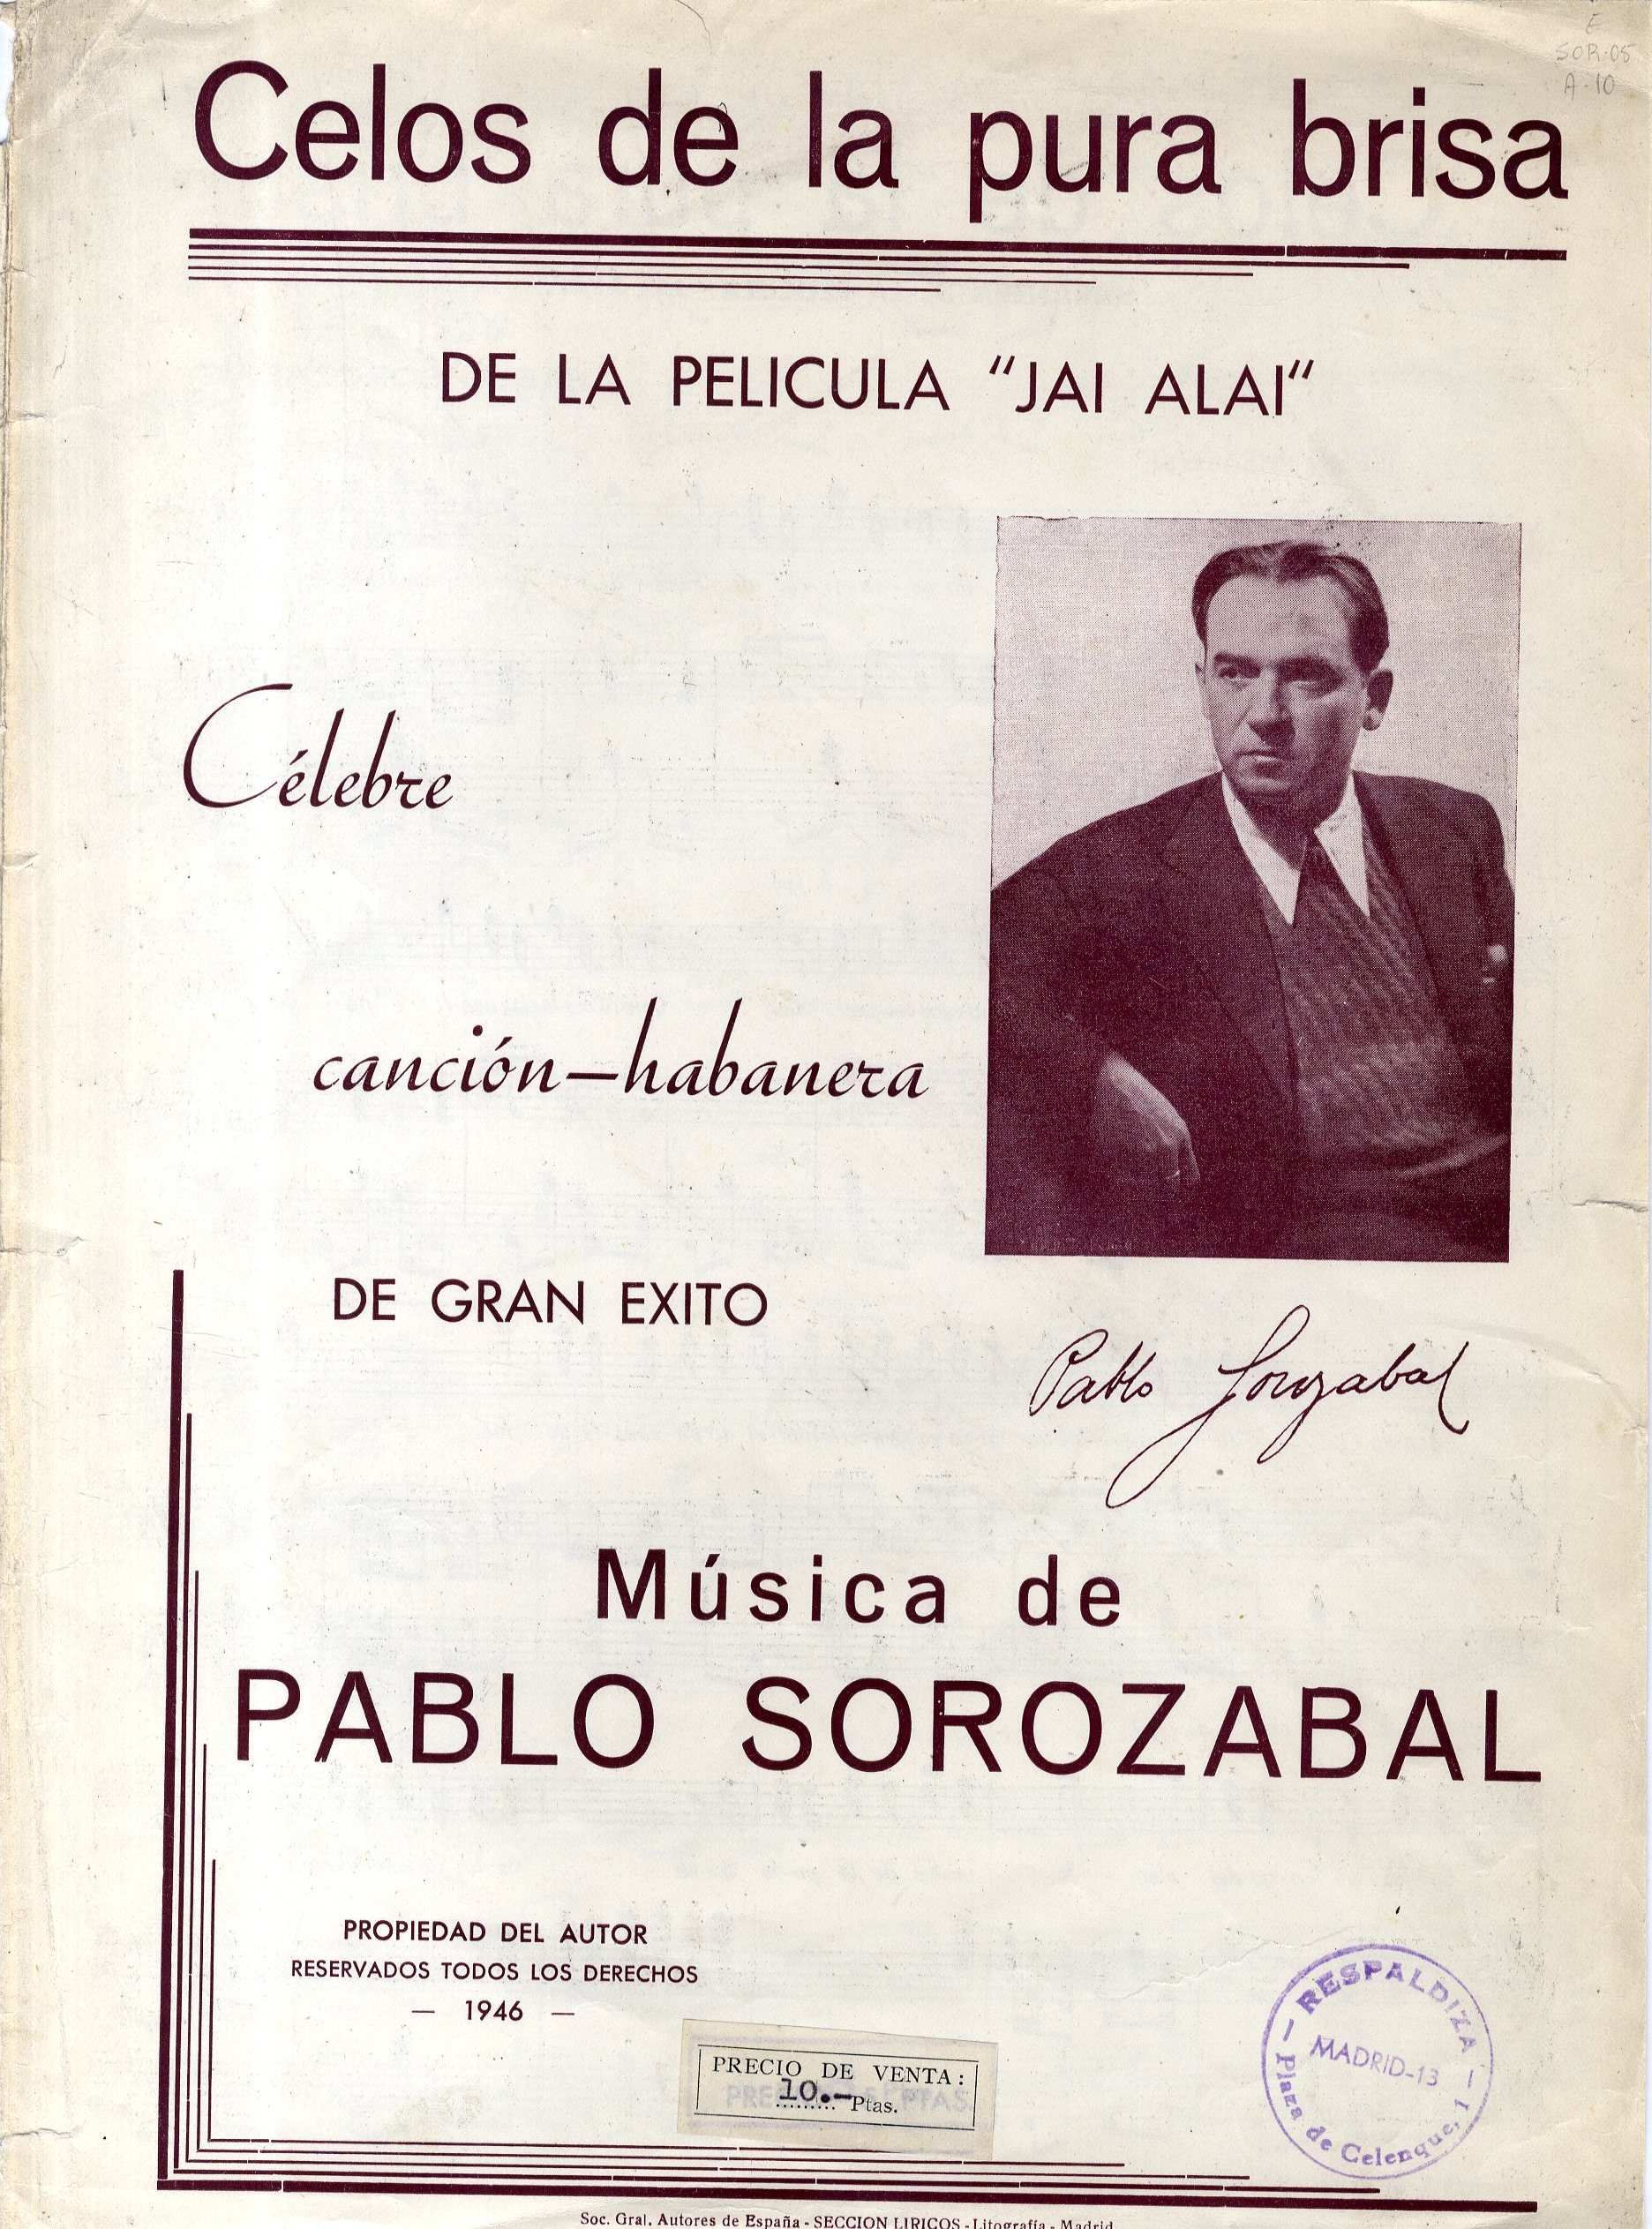 E
SOR-05
A-10
Celos de la pura brisa
DE LA PELICULA "JAI ALAI"
Célebre
canción—habanera
DE GRAN EXITO
Pablo Sorozabal
Música de
PABLO SOROZABAL
PROPIEDAD DEL AUTOR
RESERVADOS TODOS LOS DERECHOS
— 1946 —
PRECIO DE VENTA:
10.— Ptas.
— RESPALDIZA —
MADRID-13
Plaza de Celenque, 1
Soc. Gral. Autores de España - SECCION LIRICOS - Litografía - Madrid